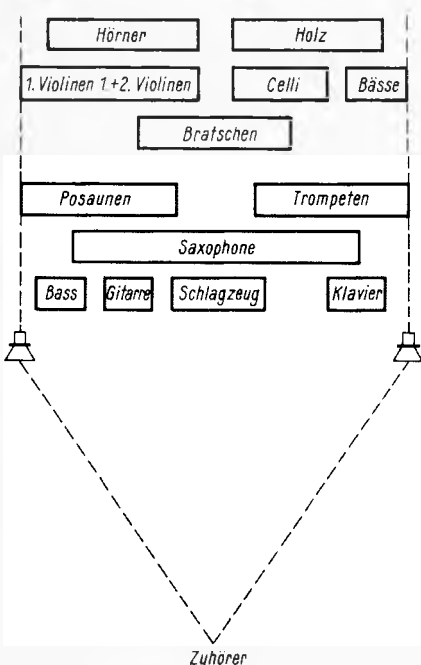 Hörner Holz
1. Violinen 1.+2. Violinen Celli Bässe
Bratschen
Posaunen Trompeten
Saxophone
Bass Gitarre Schlagzeug Klavier
Zuhörer